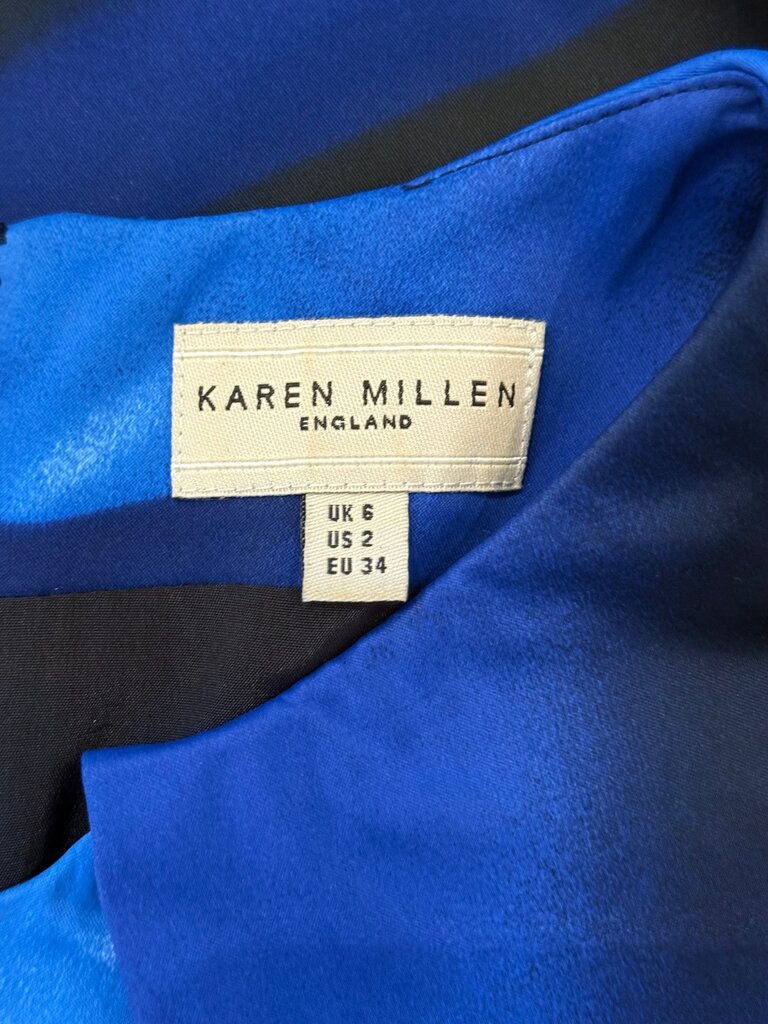 KAREN MILLEN
ENGLAND
UK 6
US 2
EU 34